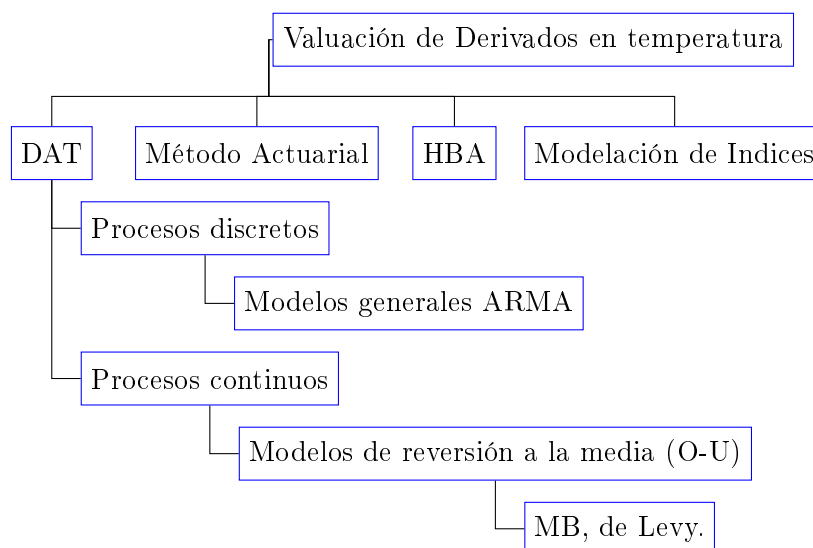 Valuación de Derivados en temperatura
DAT
Método Actuarial
HBA
Modelación de Indices
Procesos discretos
Modelos generales ARMA
Procesos continuos
Modelos de reversión a la media (O-U)
MB, de Levy.